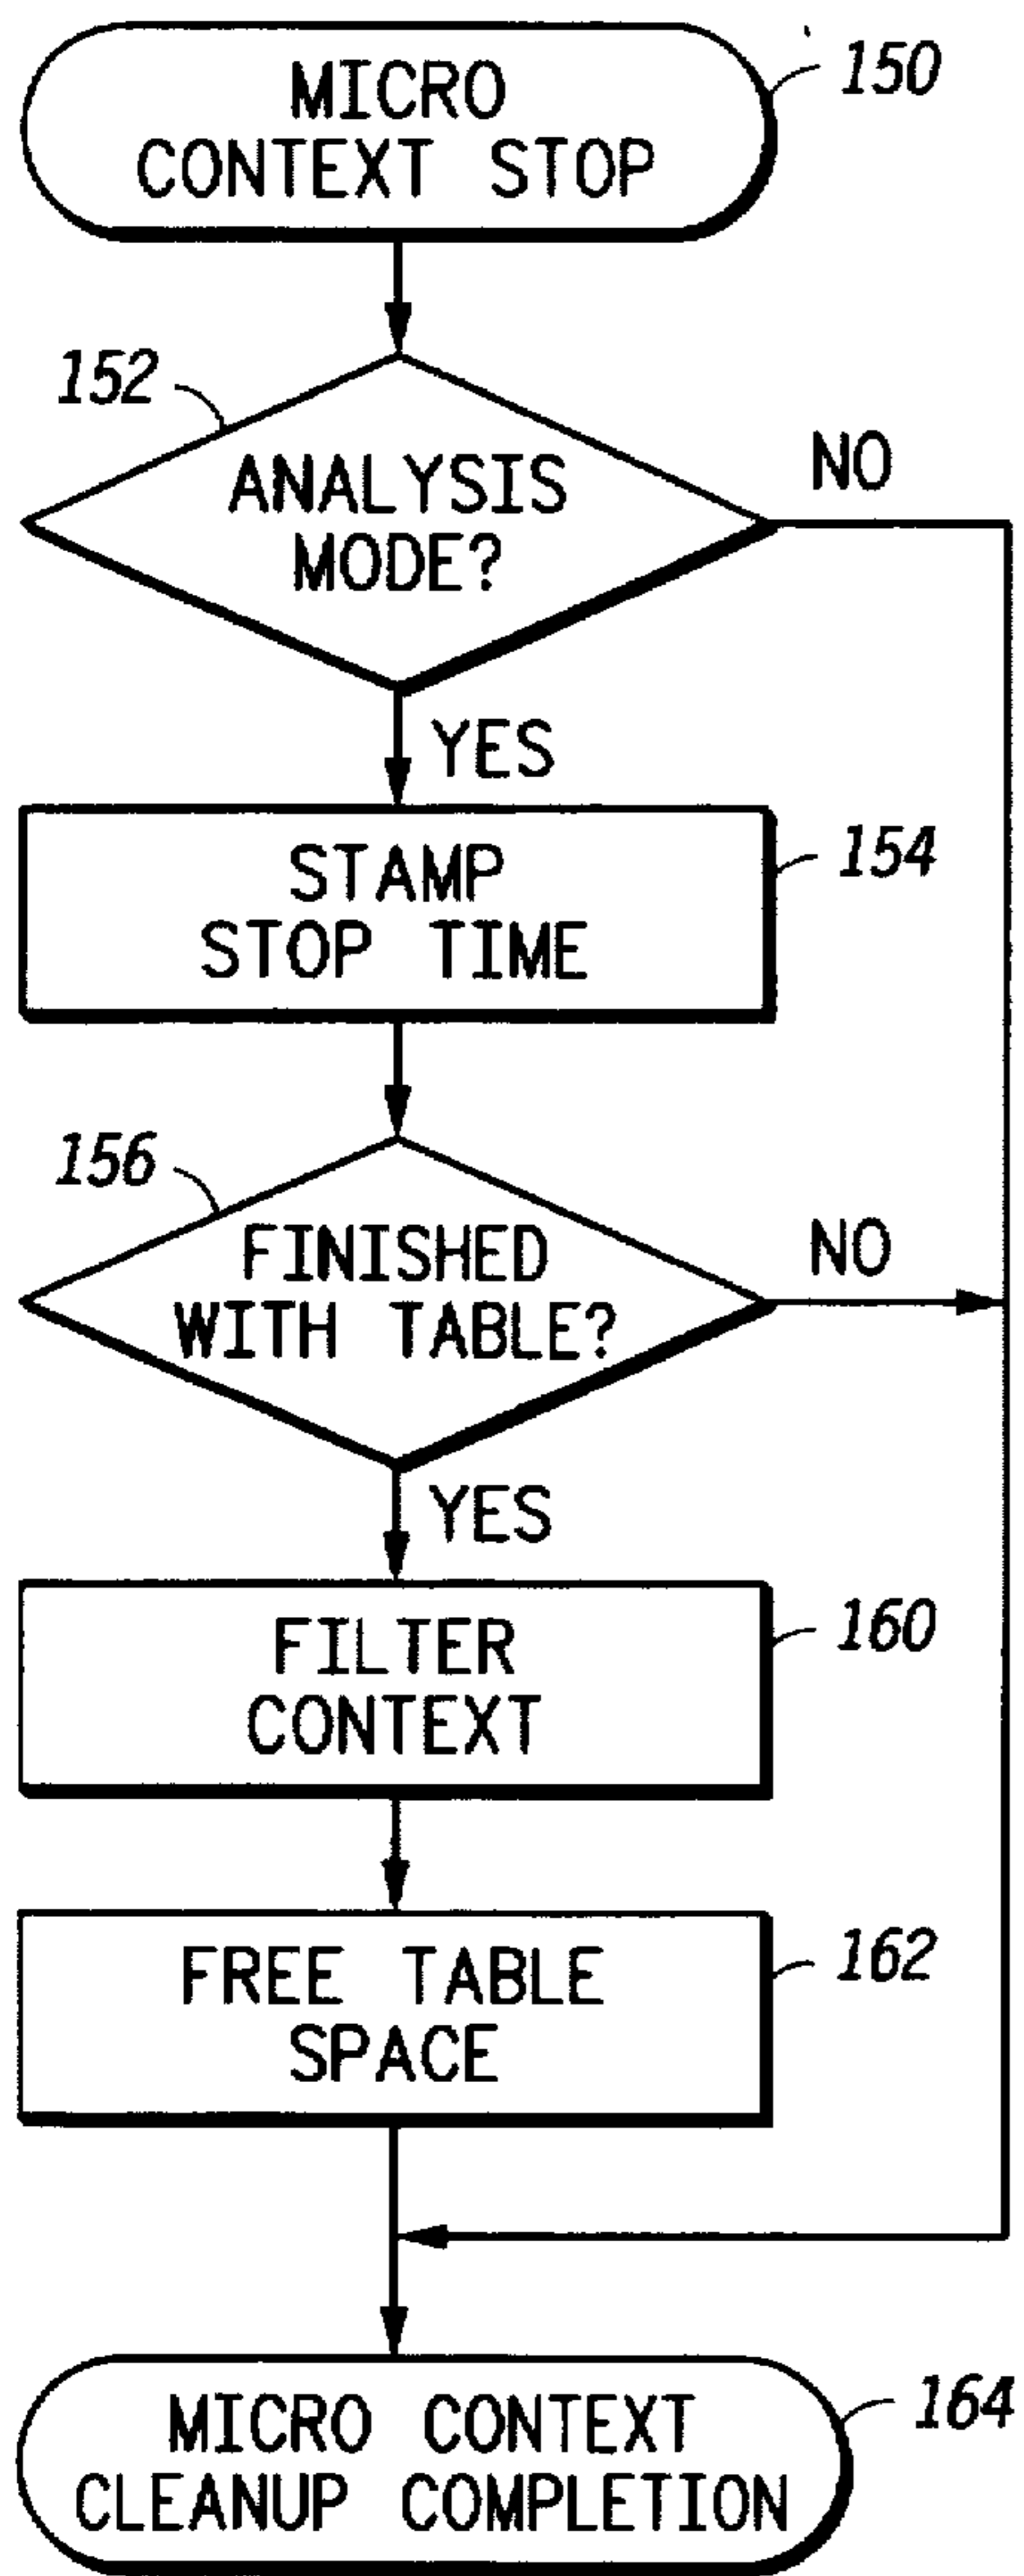 MICRO
CONTEXT STOP
150
152
ANALYSIS
MODE?
NO
YES
STAMP
STOP TIME
154
156
FINISHED
WITH TABLE?
NO
YES
FILTER
CONTEXT
160
FREE TABLE
SPACE
162
MICRO CONTEXT
CLEANUP COMPLETION
164